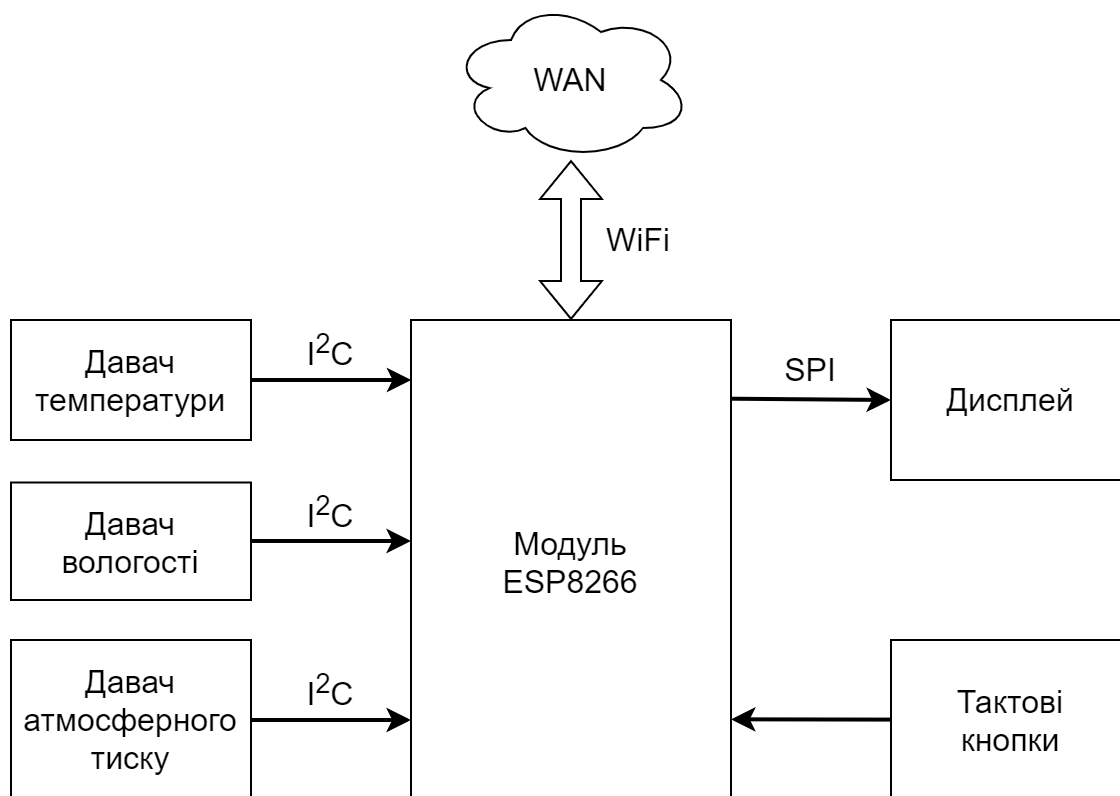 WAN
WiFi
Давач
температури
I²C
SPI
Дисплей
Давач
вологості
I²C
Модуль
ESP8266
Давач
атмосферного
тиску
I²C
Тактові
кнопки